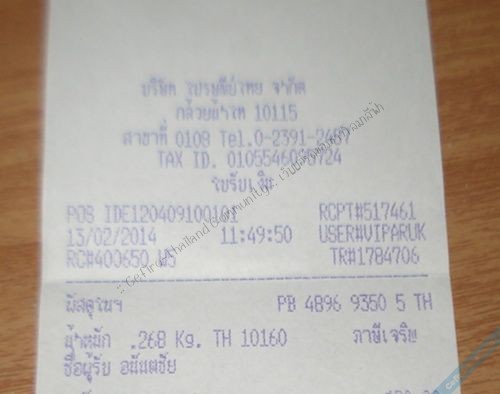 บริษัท ไปรษณีย์ไทย จำกัด
กล้วยน้ำไท 10115
สาขาที่ 0108 Tel.0-2391-2487
TAX ID. 0105546095724
ใบรับเงิน
POS ID
RCPT#517461
13/02/2014 11:49:50 USER#VIPARUK
RC#400650 WS TR#1784706
พัสดุในฯ PB 4896 9350 5 TH
น้ำหนัก .268 Kg. TH 10160 ภาษีเจริญ
ชื่อผู้รับ อนันตชัย